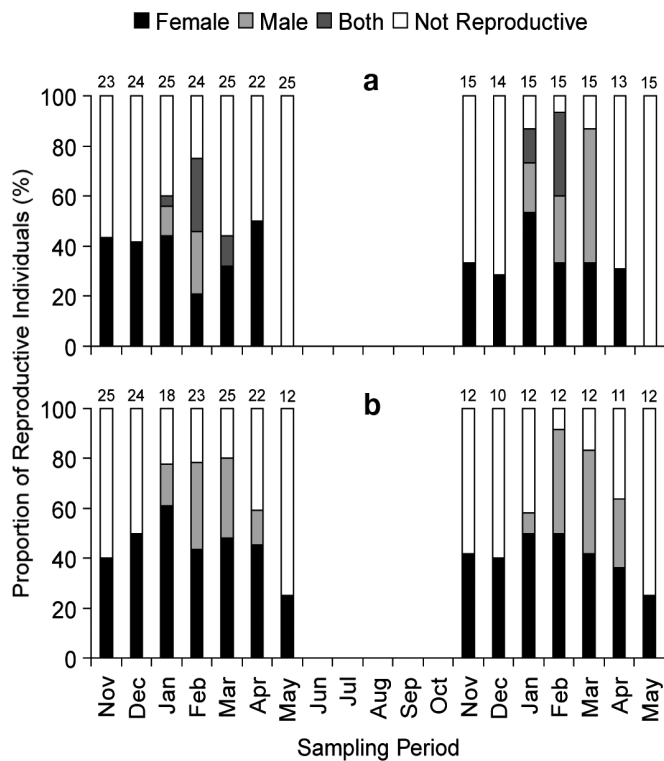 Female Male Both Not Reproductive
a
23 24 25 24 25 22 25 15 14 15 15 15 13 15
100
80
60
40
20
0
b
25 24 18 23 25 22 12 12 10 12 12 12 11 12
100
80
60
40
20
0
Proportion of Reproductive Individuals (%)
Nov Dec Jan Feb Mar Apr May Jun Jul Aug Sep Oct Nov Dec Jan Feb Mar Apr May
Sampling Period